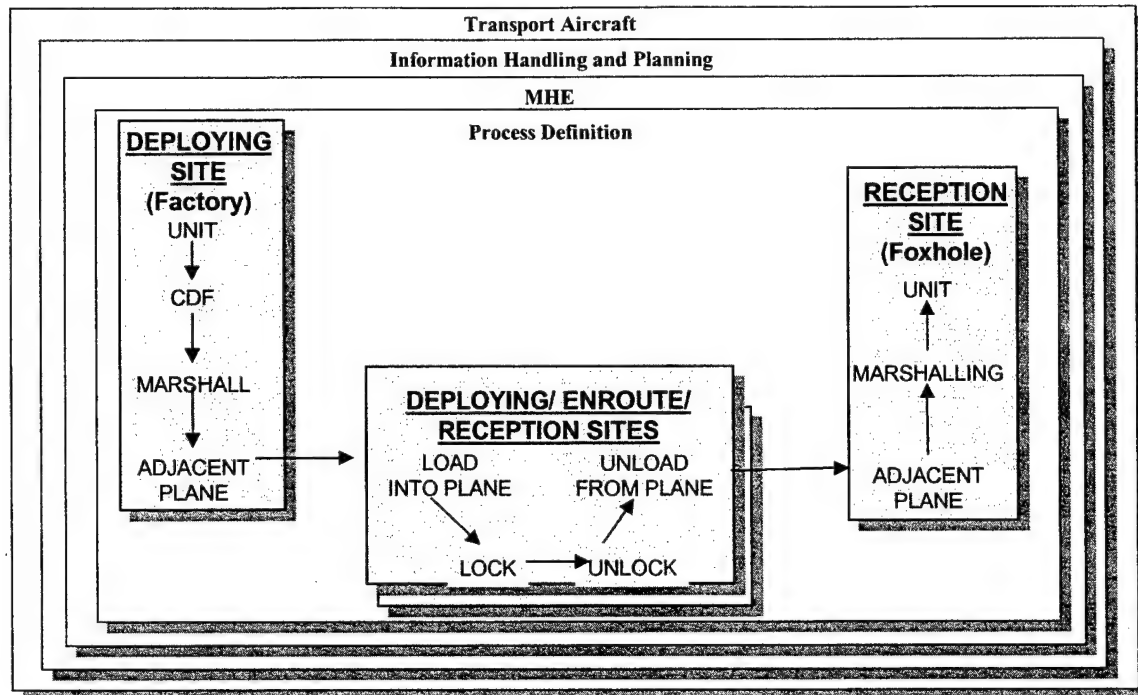 Transport Aircraft
Information Handling and Planning
MHE
Process Definition
DEPLOYING
SITE
(Factory)
UNIT
CDF
MARSHALL
ADJACENT
PLANE
DEPLOYING/ ENROUTE/
RECEPTION SITES
LOAD
INTO PLANE
UNLOAD
FROM PLANE
LOCK
UNLOCK
RECEPTION
SITE
(Foxhole)
UNIT
MARSHALLING
ADJACENT
PLANE